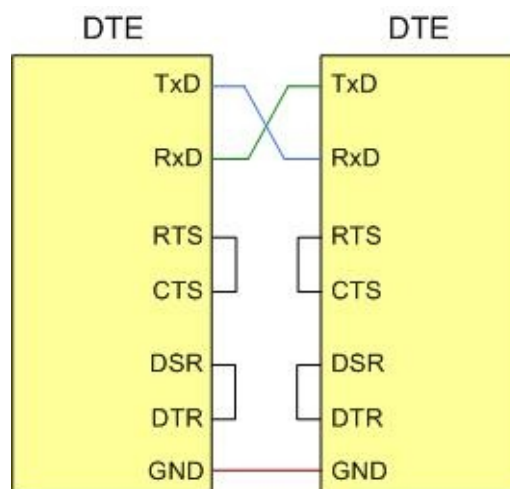 DTE DTE
TxD TxD
RxD RxD
RTS RTS
CTS CTS
DSR DSR
DTR DTR
GND GND